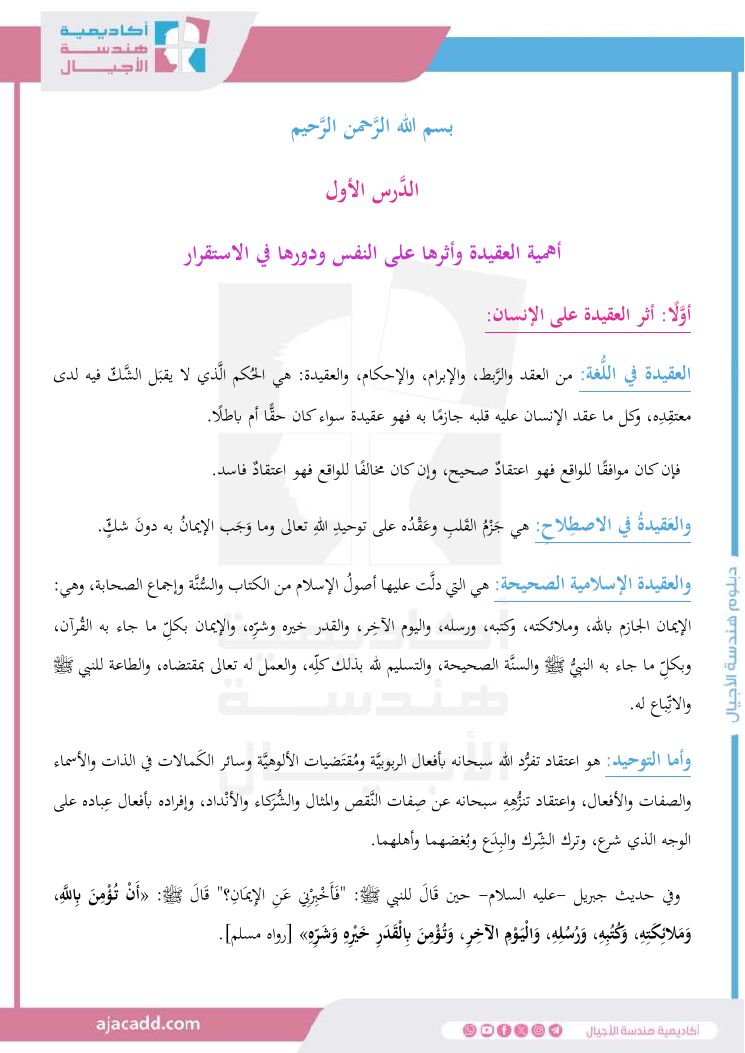 أكاديمية
هندسة
الأجيال
بسم الله الرَّحمن الرَّحيم
الدَّرس الأول
أهمية العقيدة وأثرها على النفس ودورها في الاستقرار
أوَّلًا: أثر العقيدة على الإنسان:
العقيدة في اللُّغة: من العقد والرَّبط، والإبرام، والإحكام، والعقيدة: هي الحُكم الَّذي لا يقبَل الشَّكّ فيه لدى
معتقِدِه، وكل ما عقد الإنسان عليه قلبه جازمًا به فهو عقيدة سواء كان حقًّا أم باطلًا.
فإن كان موافقًا للواقع فهو اعتقادٌ صحيح، وإن كان مخالفًا للواقع فهو اعتقادٌ فاسد.
والعَقيدةُ في الاصطِلاحِ: هي جَزْمُ القَلبِ وعَقْدُه على توحيدِ اللهِ تعالى وما وَجَب الإيمانُ به دونَ شكٍّ.
والعقيدة الإسلامية الصحيحة: هي التي دلَّت عليها أصولُ الإسلام من الكتاب والسُّنَّة وإجماع الصحابة، وهي:
الإيمان الجازم بالله، وملائكته، وكتبه، ورسله، واليوم الآخِر، والقدر خيره وشرِّه، والإيمان بكلِّ ما جاء به القُرآن،
وبكلِّ ما جاء به النبيُّ ﷺ والسنَّة الصحيحة، والتسليم لله بذلك كلِّه، والعمل له تعالى بمقتضاه، والطاعة للنبي ﷺ
والاتِّباع له.
وأما التوحيد: هو اعتقاد تفرُّد الله سبحانه بأفعال الربوبيَّة ومُقتَضيات الألوهيَّة وسائر الكَمالات في الذات والأسماء
والصفات والأفعال، واعتقاد تنزُّهِهِ سبحانه عن صِفات النَّقص والمثال والشُّرَكاء والأنْداد، وإفراده بأفعال عِباده على
الوجه الذي شرع، وترك الشِّرك والبِدَع وبُغضهما وأهلهما.
وفي حديث جبريل –عليه السلام– حين قَالَ للنبي ﷺ: "فَأَخْبِرْنِي عَنِ الإِيمَانِ؟" قَالَ ﷺ: «أَنْ تُؤْمِنَ بِاللَّهِ،
وَمَلائِكَتِهِ، وَكُتُبِهِ، وَرُسُلِهِ، وَالْيَوْمِ الآخِرِ، وَتُؤْمِنَ بِالْقَدَرِ خَيْرِهِ وَشَرِّهِ» [رواه مسلم].
أكاديمية
هندسة
الأجيال
دبلوم هندسة الأجيال
أكاديمية هندسة الأجيال
ajacadd.com